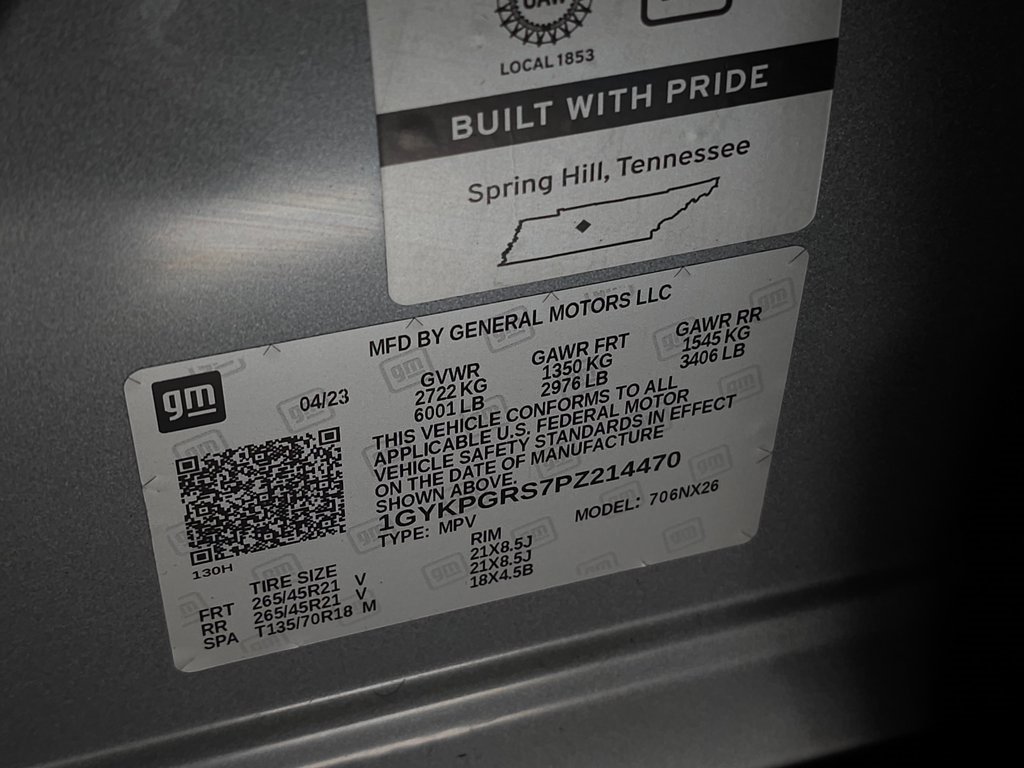 UAW
LOCAL 1853
BUILT WITH PRIDE
Spring Hill, Tennessee
MFD BY GENERAL MOTORS LLC
gm
04/23
GVWR
2722 KG
6001 LB
GAWR FRT
1350 KG
2976 LB
GAWR RR
1545 KG
3406 LB
THIS VEHICLE CONFORMS TO ALL
APPLICABLE U.S. FEDERAL MOTOR
VEHICLE SAFETY STANDARDS IN EFFECT
ON THE DATE OF MANUFACTURE
SHOWN ABOVE.
1GYKPGRS7PZ214470
TYPE: MPV
MODEL: 706NX26
130H
TIRE SIZE RIM
FRT 265/45R21 V 21X8.5J
RR 265/45R21 V 21X8.5J
SPA T135/70R18 M 18X4.5B